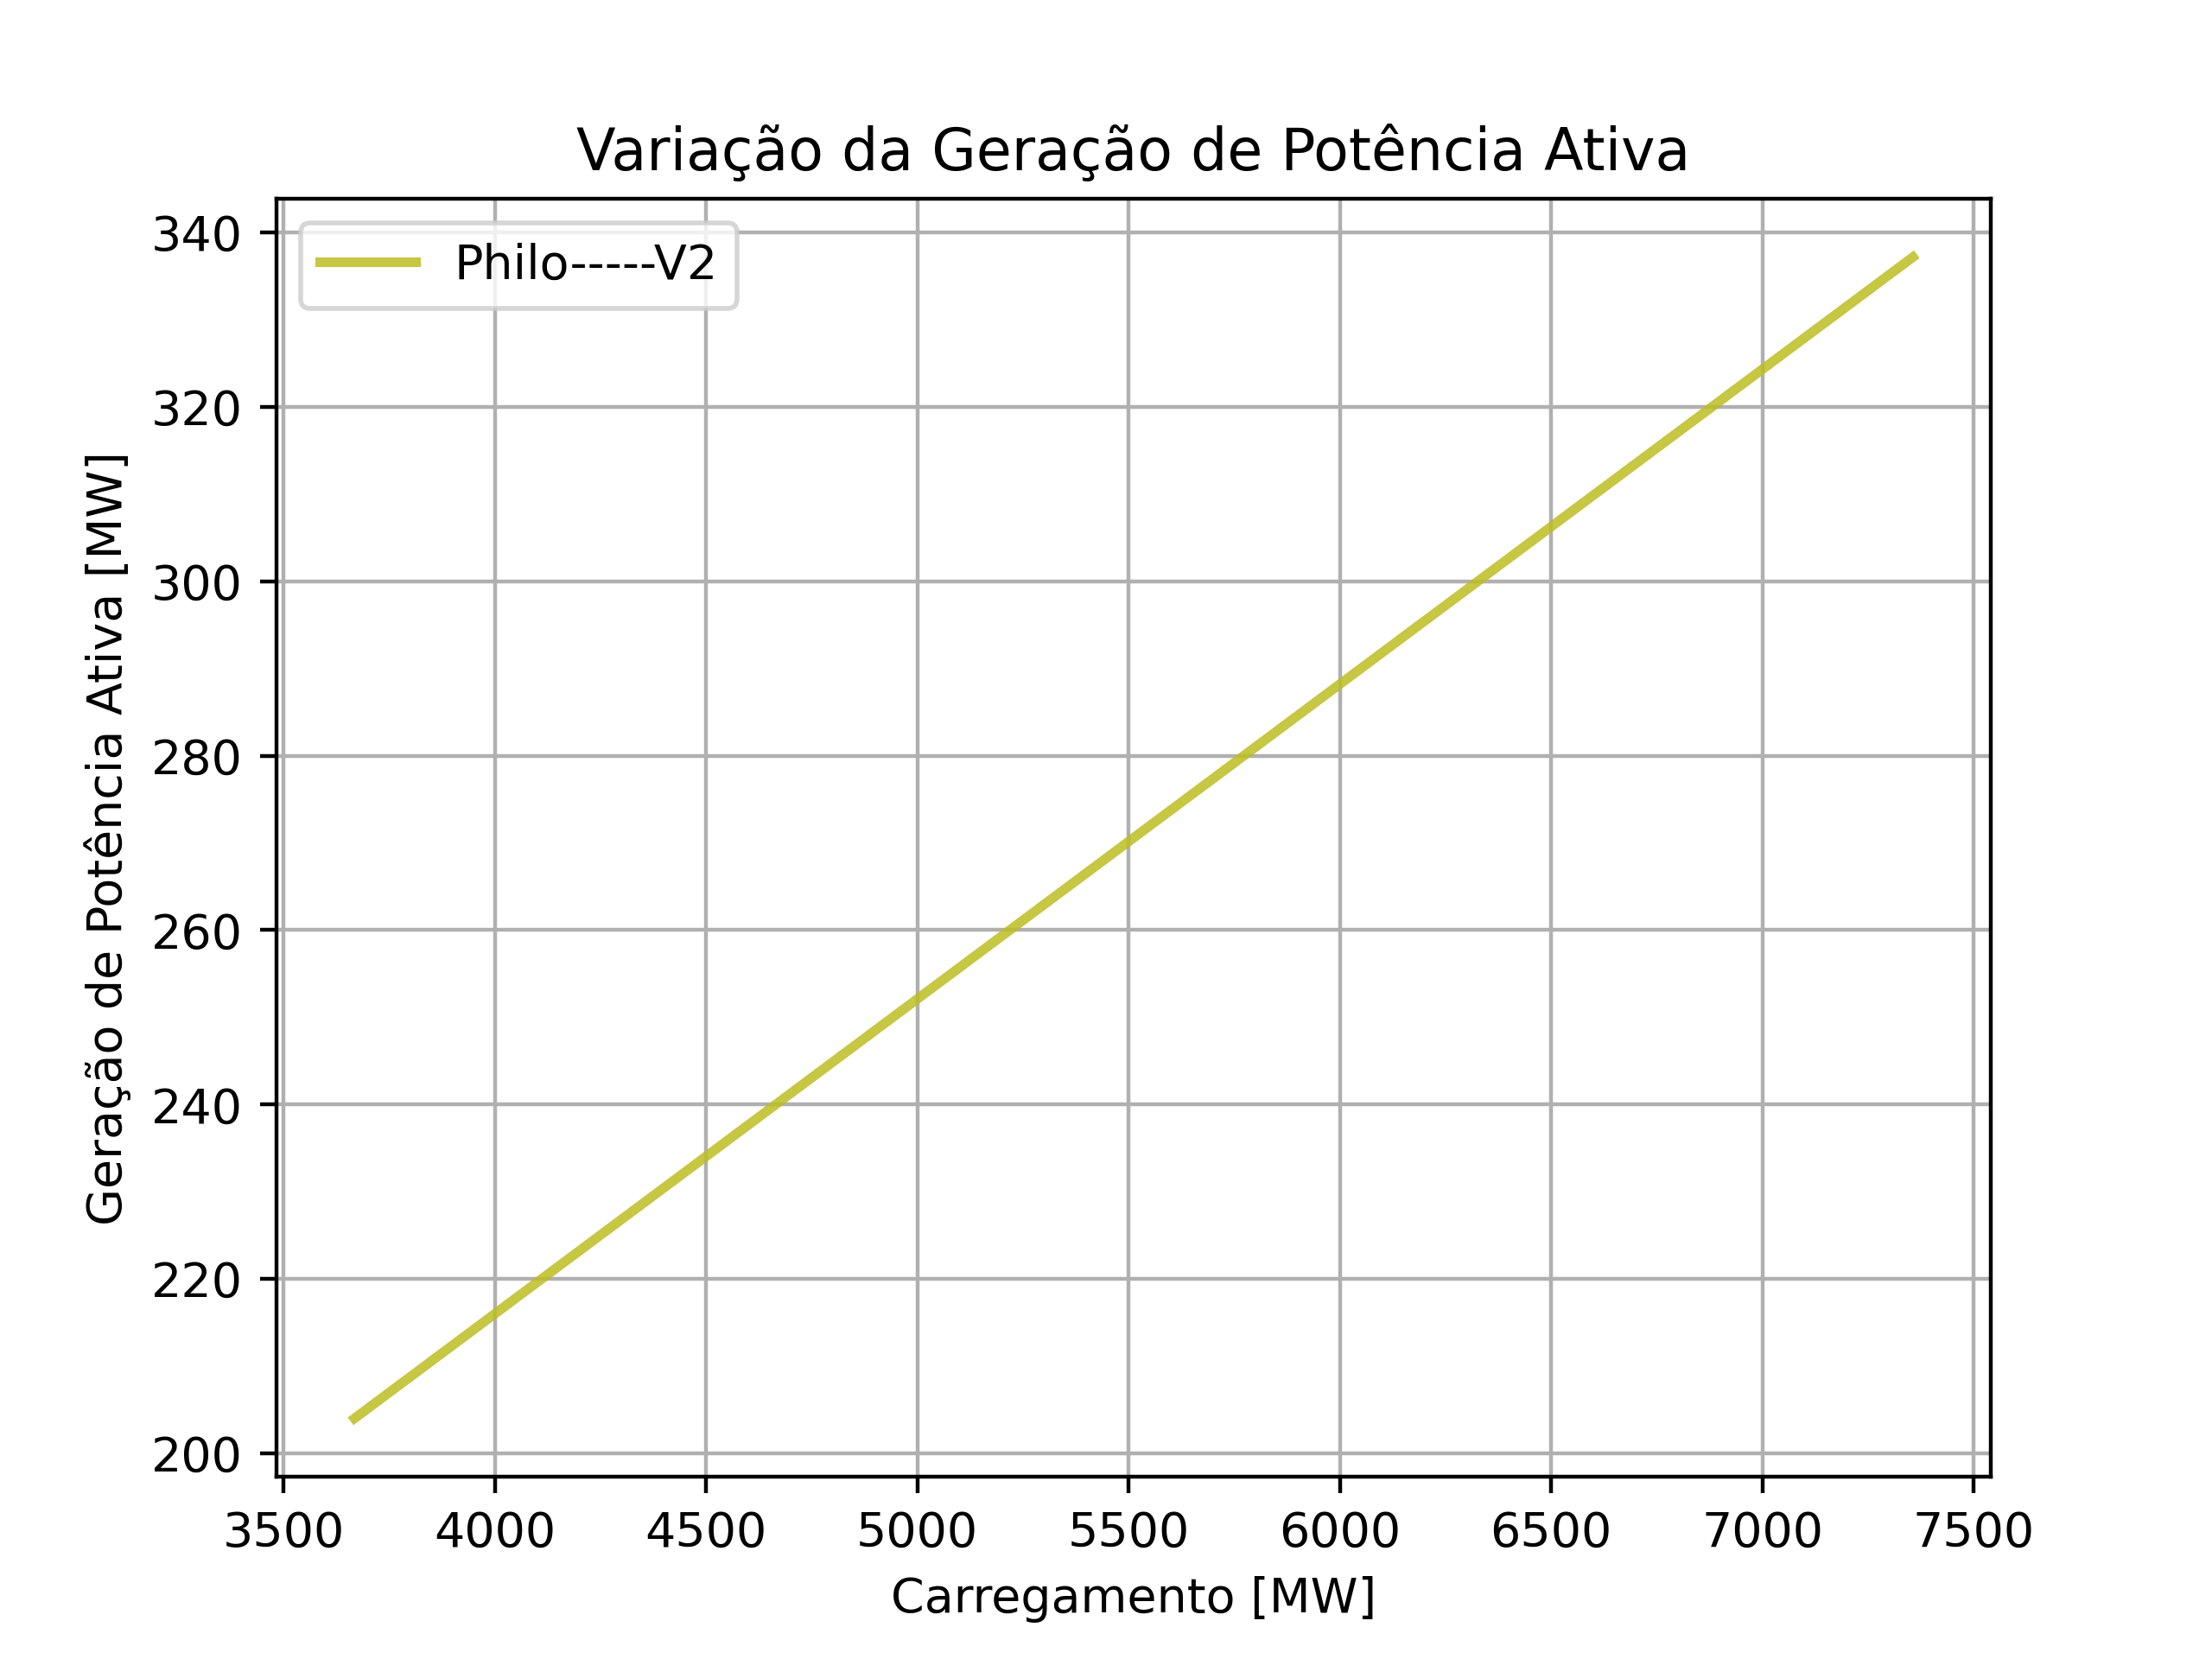 Variação da Geração de Potência Ativa
Philo-----V2
Geração de Potência Ativa [MW]
340
320
300
280
260
240
220
200
3500 4000 4500 5000 5500 6000 6500 7000 7500
Carregamento [MW]